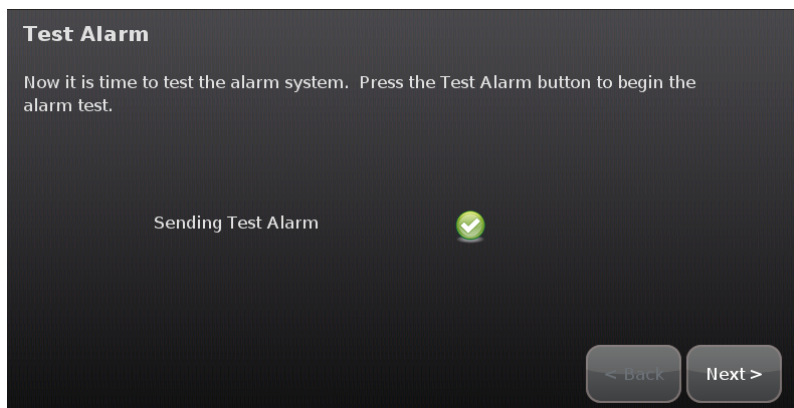 Test Alarm
Now it is time to test the alarm system.  Press the Test Alarm button to begin the
alarm test.
Sending Test Alarm
< Back
Next >